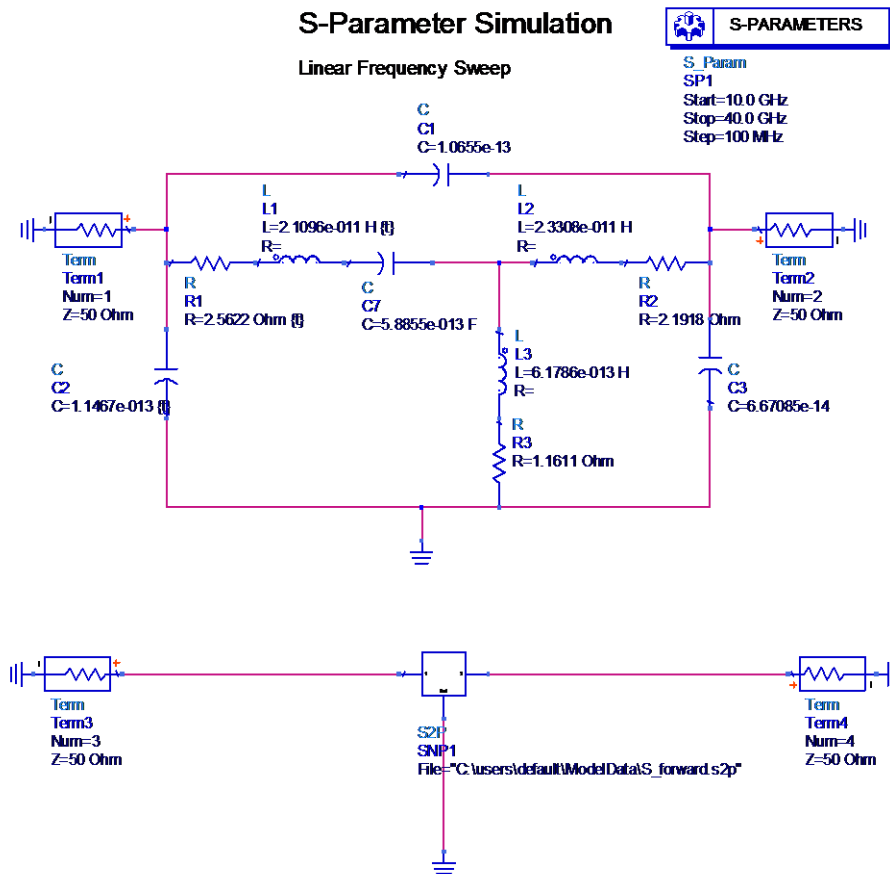 S-Parameter Simulation
S-PARAMETERS
Linear Frequency Sweep
S_Param
SP1
Start=10.0 GHz
Stop=40.0 GHz
Step=100 MHz
C
C1
C=1.0655e-13
L
L1
L=2.1096e-011 H {t}
R=
L
L2
L=2.3308e-011 H
R=
Term
Term1
Num=1
Z=50 Ohm
R
R1
R=2.5622 Ohm {t}
C
C7
C=5.8855e-013 F
R
R2
R=2.1918 Ohm
Term
Term2
Num=2
Z=50 Ohm
L
L3
L=6.1786e-013 H
R=
C
C2
C=1.1467e-013 {t}
C
C3
C=6.67085e-14
R
R3
R=1.1611 Ohm
Term
Term3
Num=3
Z=50 Ohm
1
2
Ref
S2P
SNP1
File="C:\users\default\ModelData\S_forward.s2p"
Term
Term4
Num=4
Z=50 Ohm